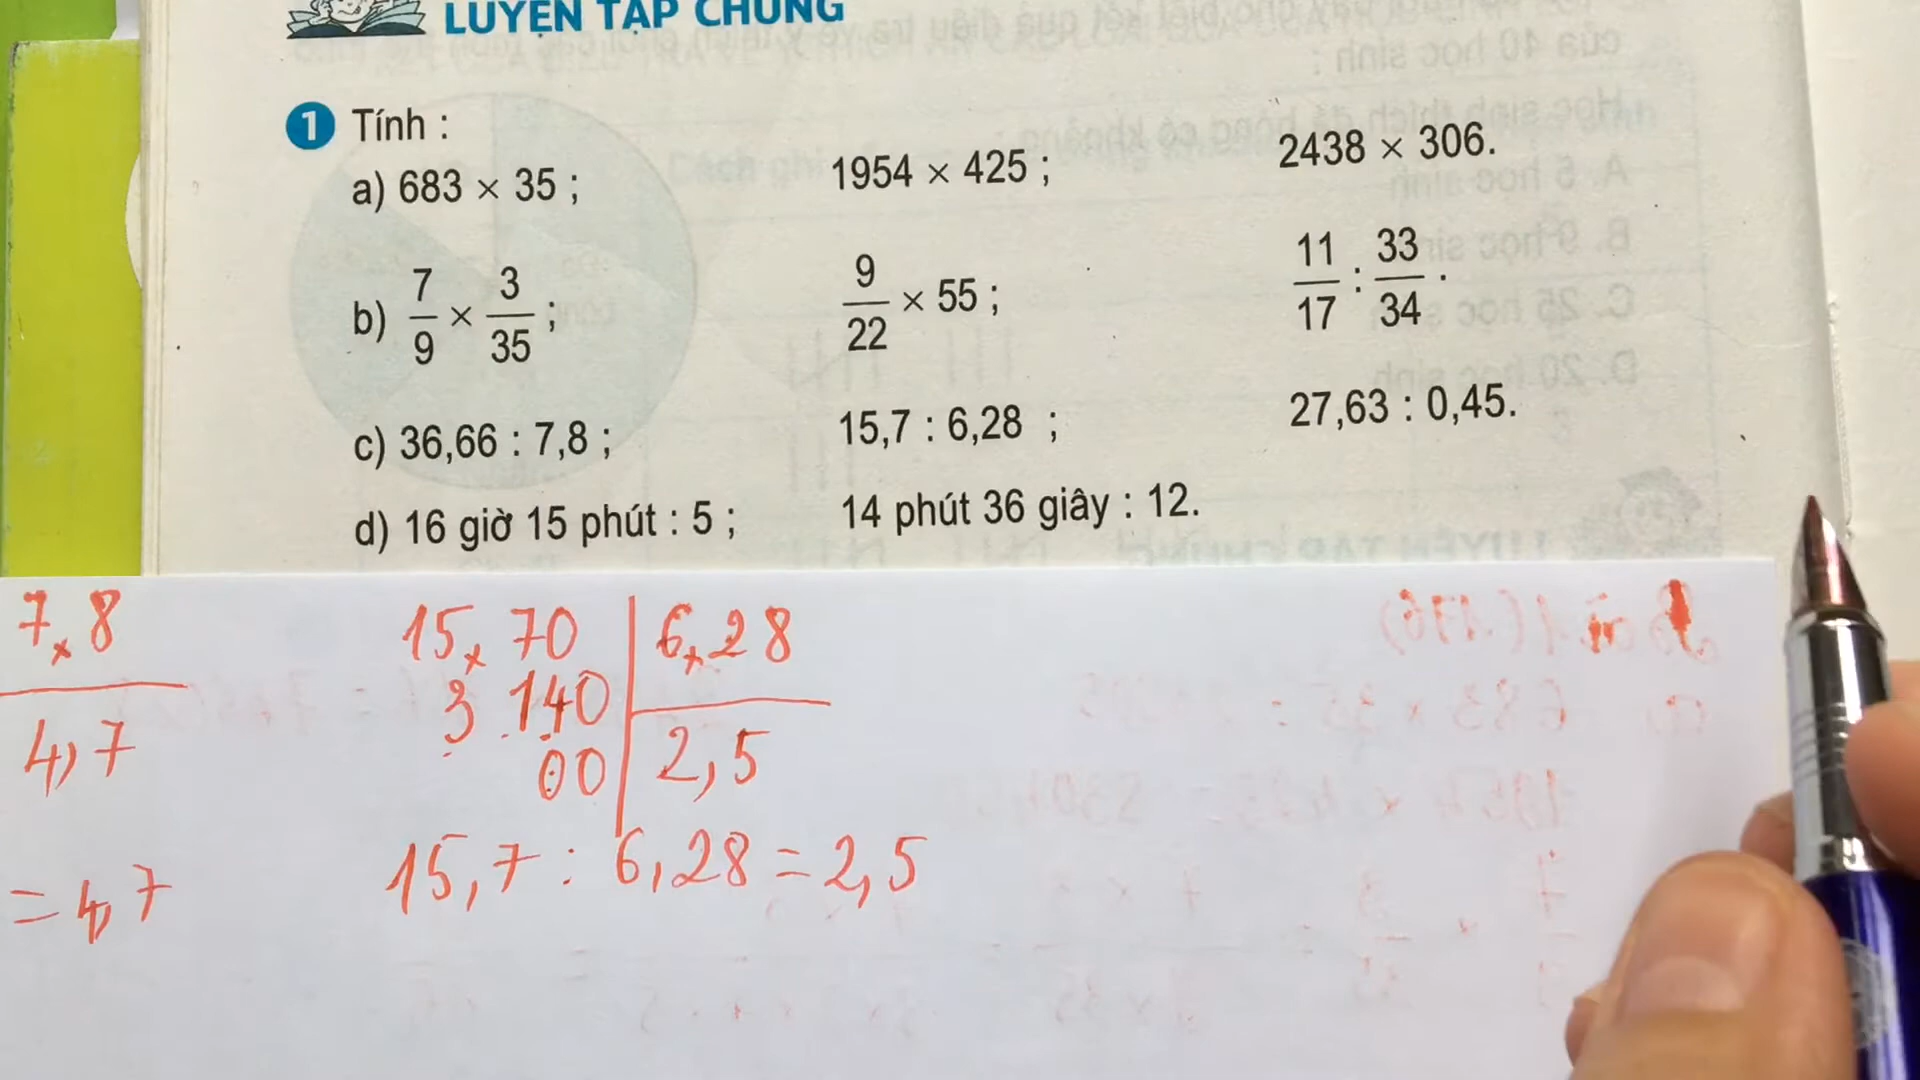 LUYỆN TẬP CHUNG
1 Tính :
a) 683 × 35 ; 1954 × 425 ; 2438 × 306.
b) 7/9 × 3/35 ; 9/22 × 55 ; 11/17 : 33/34 .
c) 36,66 : 7,8 ; 15,7 : 6,28 ; 27,63 : 0,45.
d) 16 giờ 15 phút : 5 ; 14 phút 36 giây : 12.
7,8 15,70 6,28
4,7 3 140 2,5
00
15,7 : 6,28 = 2,5
= 4,7